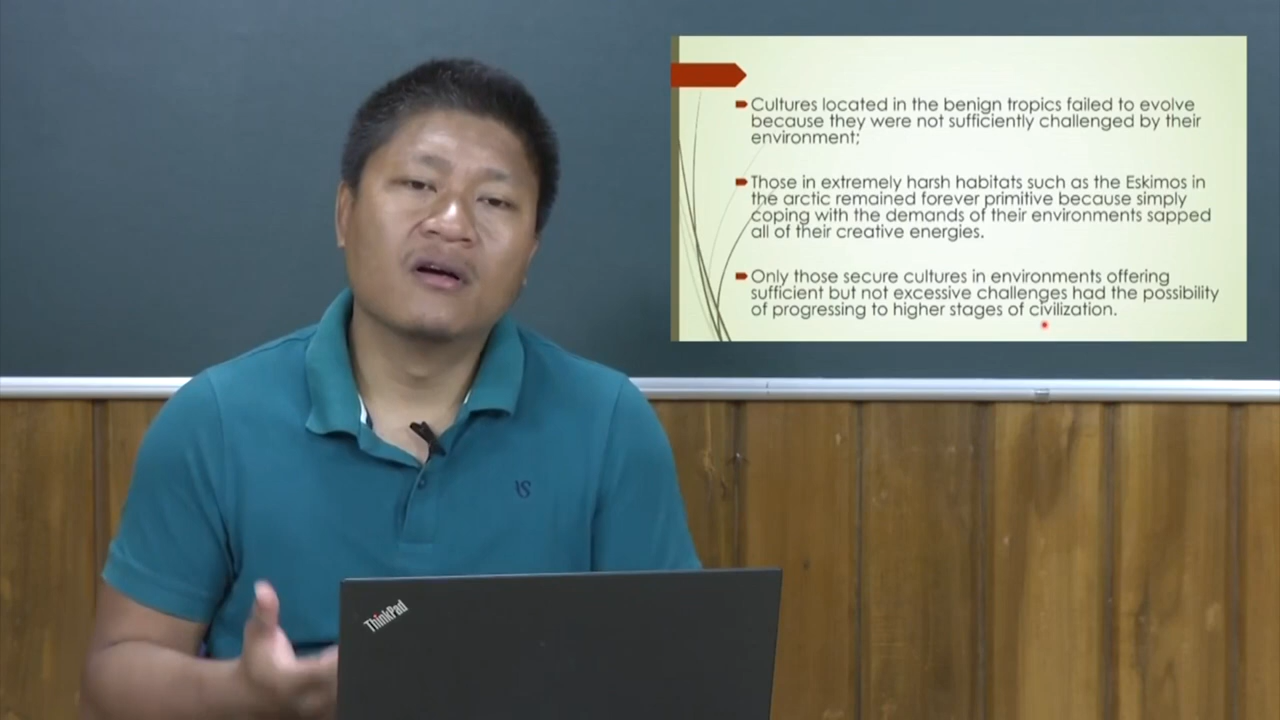 Cultures located in the benign tropics failed to evolve
because they were not sufficiently challenged by their
environment;
Those in extremely harsh habitats such as the Eskimos in
the arctic remained forever primitive because simply
coping with the demands of their environments sapped
all of their creative energies.
Only those secure cultures in environments offering
sufficient but not excessive challenges had the possibility
of progressing to higher stages of civilization.
ThinkPad